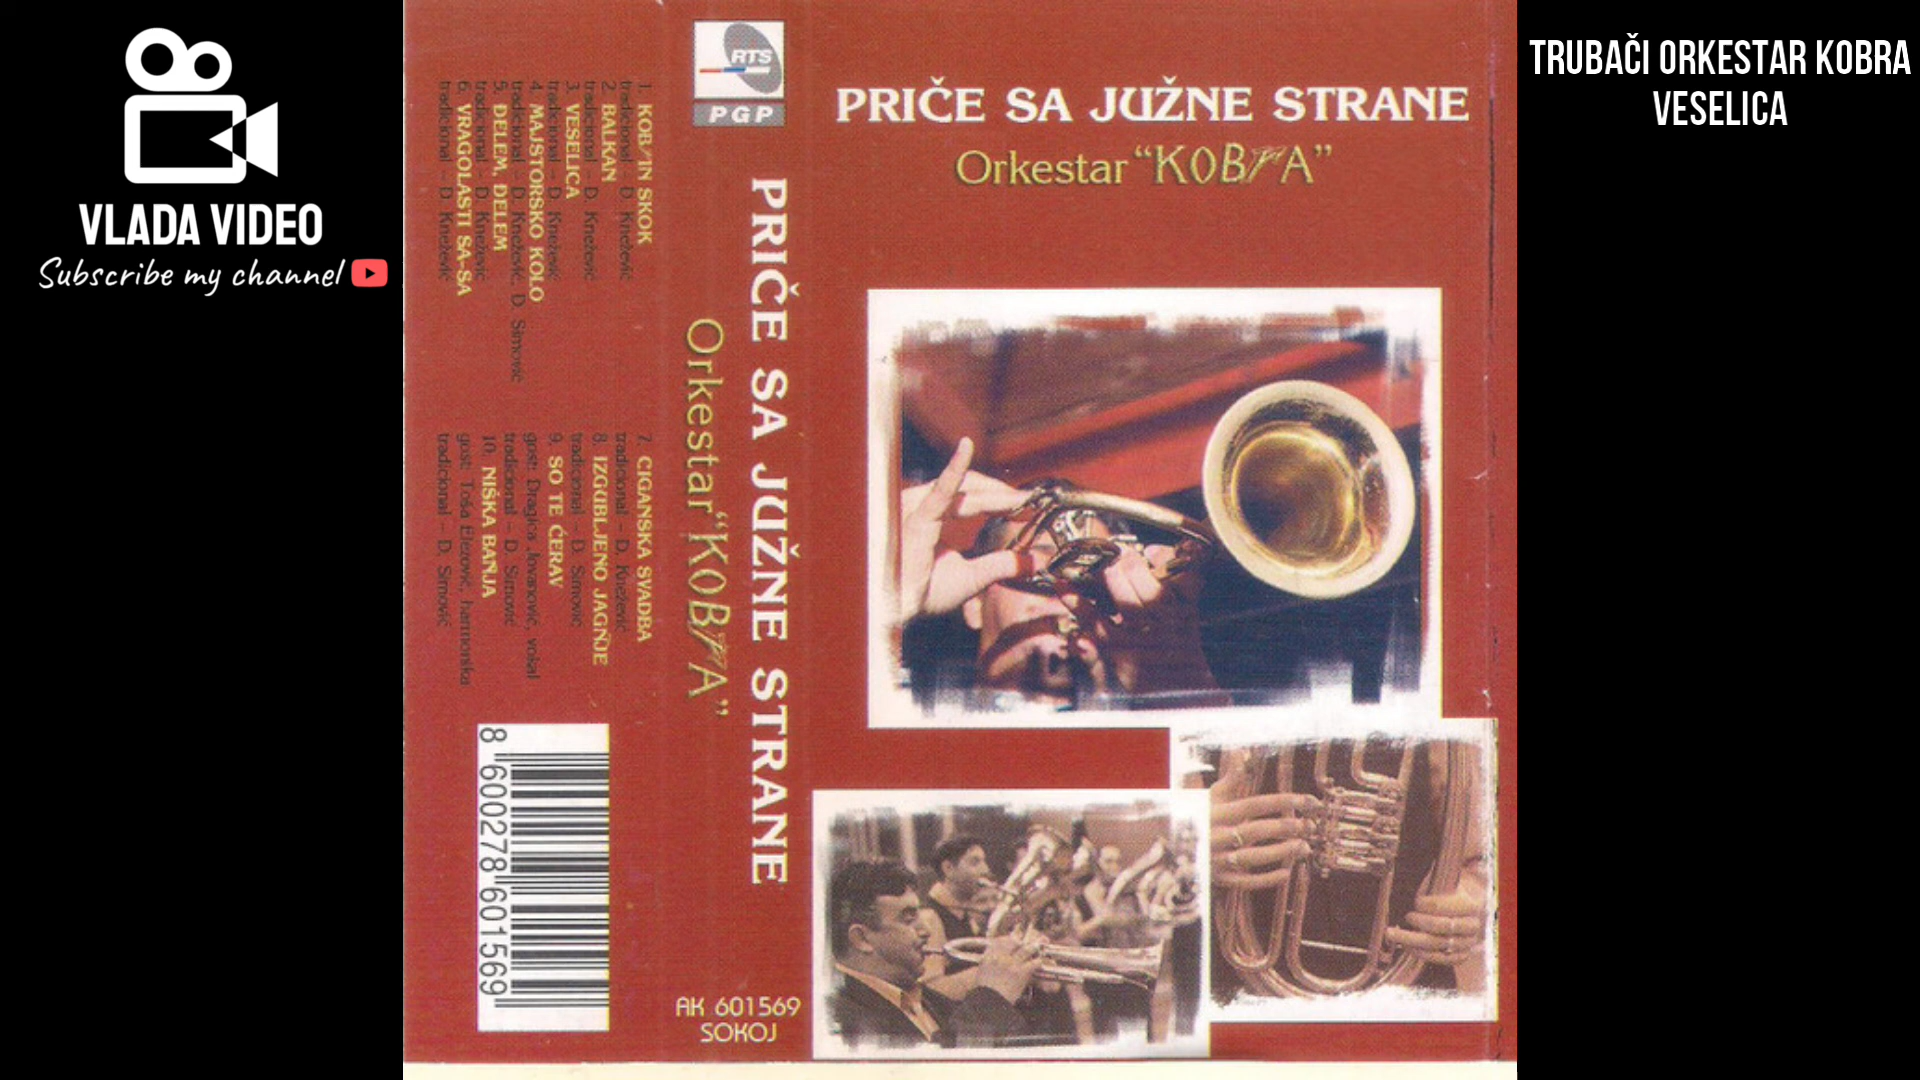 VLADA VIDEO
Subscribe my channel
1. KOBRIN SKOK
tradicional – D. Knežević
2. BALKAN
tradicional – D. Knežević
3. VESELICA
tradicional – D. Knežević
4. MAJSTORSKO KOLO
tradicional – D. Knežević, D. Simović
5. ĐELEM, ĐELEM
tradicional – D. Knežević
6. VRAGOLASTI SA-SA
tradicional – D. Knežević
7. CIGANSKA SVADBA
tradicional – D. Knežević
8. IZGUBLJENO JAGNJE
tradicional – D. Simović
9. SO TE ĆERAV
gost: Dragica Jovanović, vokal
tradicional – D. Simović
10. NIŠKA BANJA
gost: Toša Elezović, harmonika
tradicional – D. Simović
8 600278 601569
RTS
PGP
PRIČE SA JUŽNE STRANE
Orkestar “KOBRA”
AK 601569
SOKOJ
PRIČE SA JUŽNE STRANE
Orkestar “KOBRA”
TRUBAČI ORKESTAR KOBRA
VESELICA